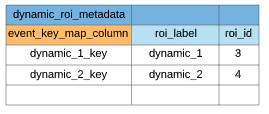 dynamic_roi_metadata
event_key_map_column roi_label roi_id
dynamic_1_key dynamic_1 3
dynamic_2_key dynamic_2 4